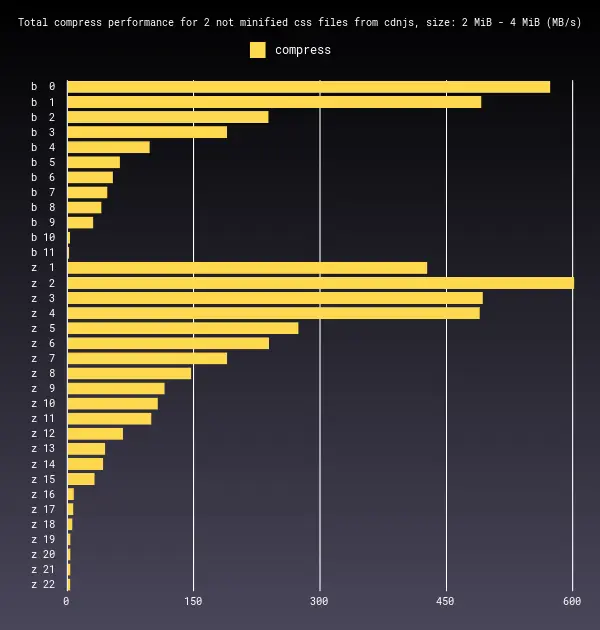 Total compress performance for 2 not minified css files from cdnjs, size: 2 MiB - 4 MiB (MB/s)
compress
b 0
b 1
b 2
b 3
b 4
b 5
b 6
b 7
b 8
b 9
b 10
b 11
z 1
z 2
z 3
z 4
z 5
z 6
z 7
z 8
z 9
z 10
z 11
z 12
z 13
z 14
z 15
z 16
z 17
z 18
z 19
z 20
z 21
z 22
0 150 300 450 600